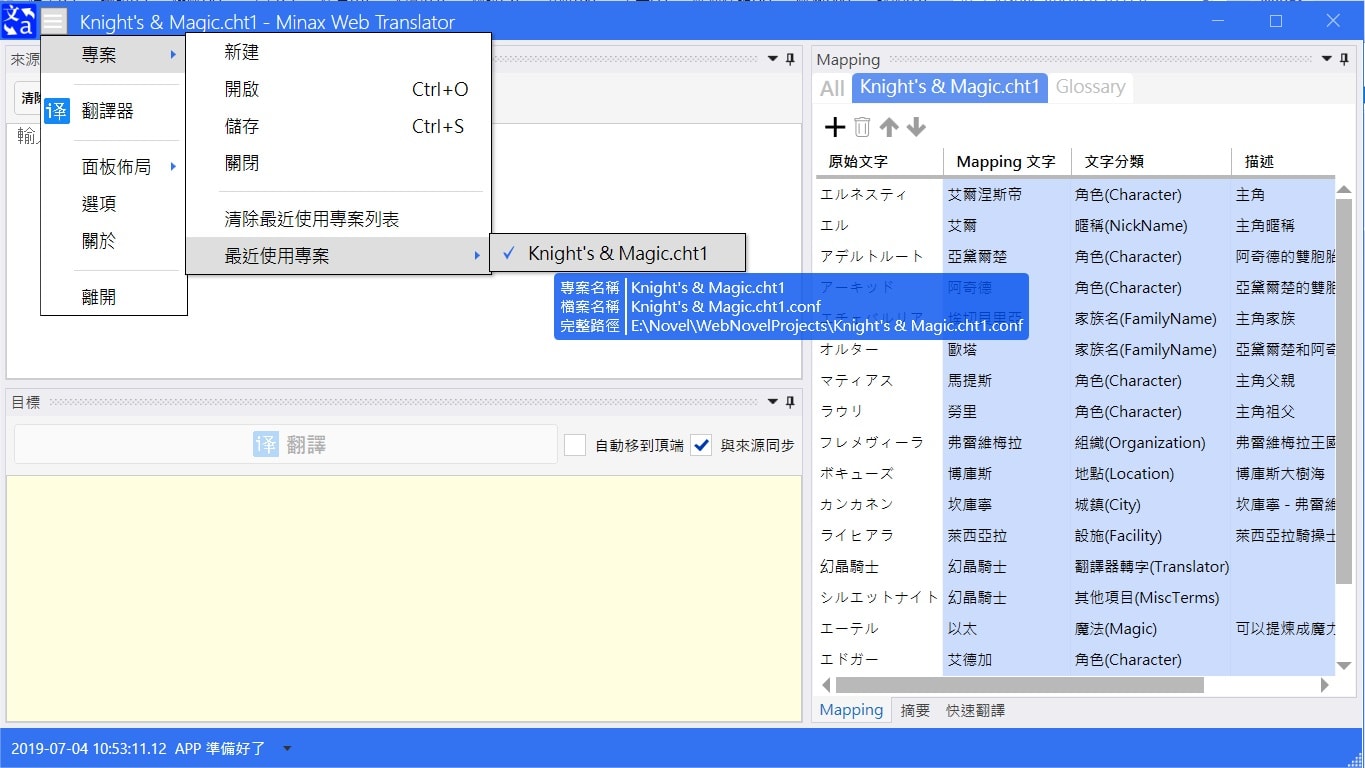 Knight's & Magic.cht1 - Minax Web Translator
專案
翻譯器
面板佈局
選項
關於
離開
新建
開啟 Ctrl+O
儲存 Ctrl+S
關閉
清除最近使用專案列表
最近使用專案
Knight's & Magic.cht1
專案名稱 Knight's & Magic.cht1
檔案名稱 Knight's & Magic.cht1.conf
完整路徑 E:\Novel\WebNovelProjects\Knight's & Magic.cht1.conf
來源
目標
翻譯 自動移到頂端 與來源同步
Mapping
All Knight's & Magic.cht1 Glossary
原始文字 Mapping 文字 文字分類 描述
エルネスティ 艾爾涅斯帝 角色(Character) 主角
エル 艾爾 暱稱(NickName) 主角暱稱
アデルトルート 亞黛爾楚 角色(Character) 阿奇德的雙胞胎
アーキッド 阿奇德 角色(Character) 亞黛爾楚的雙胞
家族名(FamilyName) 主角家族
オルター 歐塔 家族名(FamilyName) 亞黛爾楚和阿奇
マティアス 馬提斯 角色(Character) 主角父親
ラウリ 勞里 角色(Character) 主角祖父
フレメヴィーラ 弗雷維梅拉 組織(Organization) 弗雷維梅拉王國
ボキューズ 博庫斯 地點(Location) 博庫斯大樹海
カンカネン 坎庫寧 城鎮(City) 坎庫寧 - 弗雷維
ライヒアラ 萊西亞拉 設施(Facility) 萊西亞拉騎操士
幻晶騎士 幻晶騎士 翻譯器轉字(Translator)
シルエットナイト 幻晶騎士 其他項目(MiscTerms)
エーテル 以太 魔法(Magic) 可以提煉成魔力
エドガー 艾德加 角色(Character)
Mapping 摘要 快速翻譯
2019-07-04 10:53:11.12 APP 準備好了